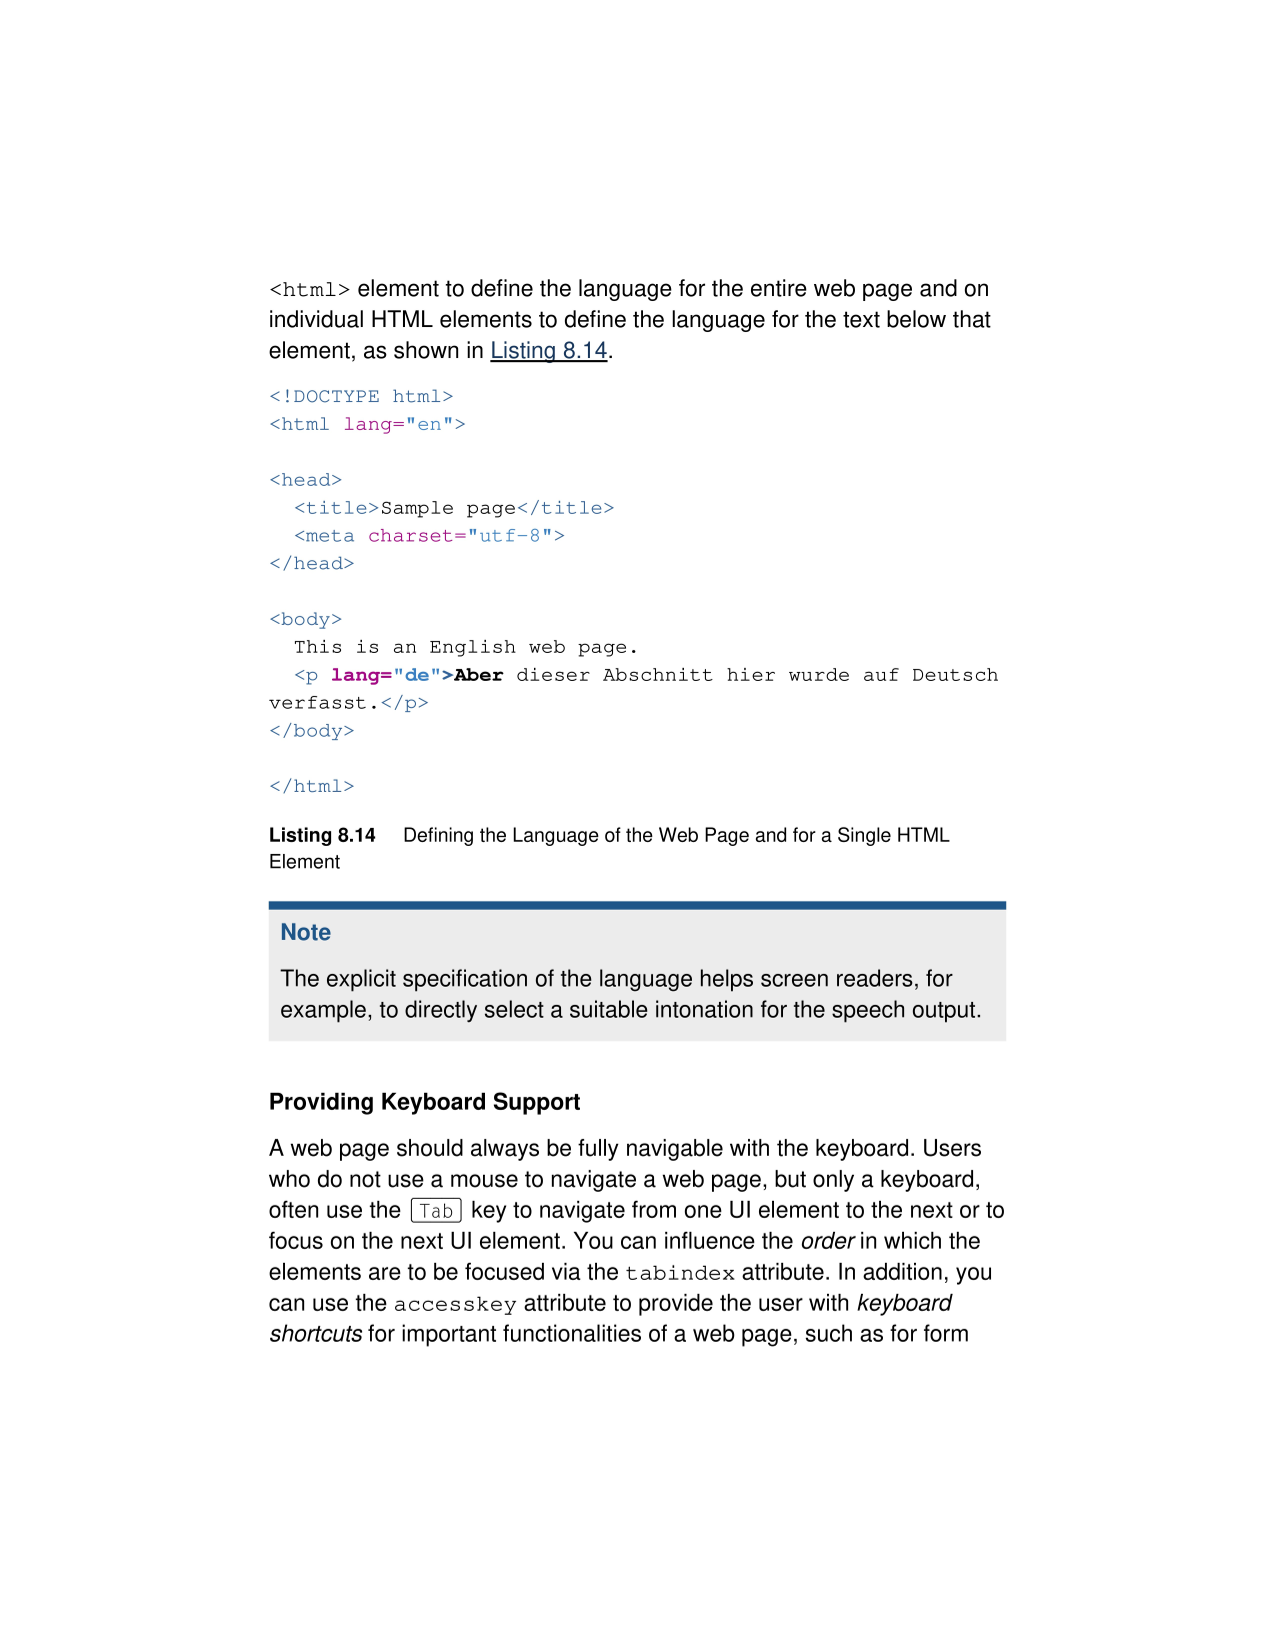 <html> element to define the language for the entire web page and on
individual HTML elements to define the language for the text below that
element, as shown in Listing 8.14.
<!DOCTYPE html>
<html lang="en">
<head>
  <title>Sample page</title>
  <meta charset="utf-8">
</head>
<body>
  This is an English web page.
  <p lang="de">Aber dieser Abschnitt hier wurde auf Deutsch
verfasst.</p>
</body>
</html>
Listing 8.14 Defining the Language of the Web Page and for a Single HTML
Element
Note
The explicit specification of the language helps screen readers, for
example, to directly select a suitable intonation for the speech output.
Providing Keyboard Support
A web page should always be fully navigable with the keyboard. Users
who do not use a mouse to navigate a web page, but only a keyboard,
often use the Tab key to navigate from one UI element to the next or to
focus on the next UI element. You can influence the order in which the
elements are to be focused via the tabindex attribute. In addition, you
can use the accesskey attribute to provide the user with keyboard
shortcuts for important functionalities of a web page, such as for form